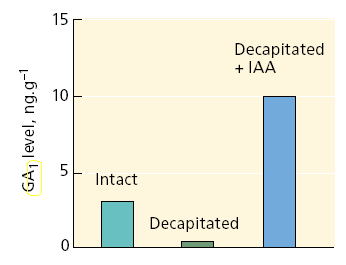 15
Decapitated
+ IAA
10
GA₁ level, ng.g⁻¹
5
Intact
Decapitated
0